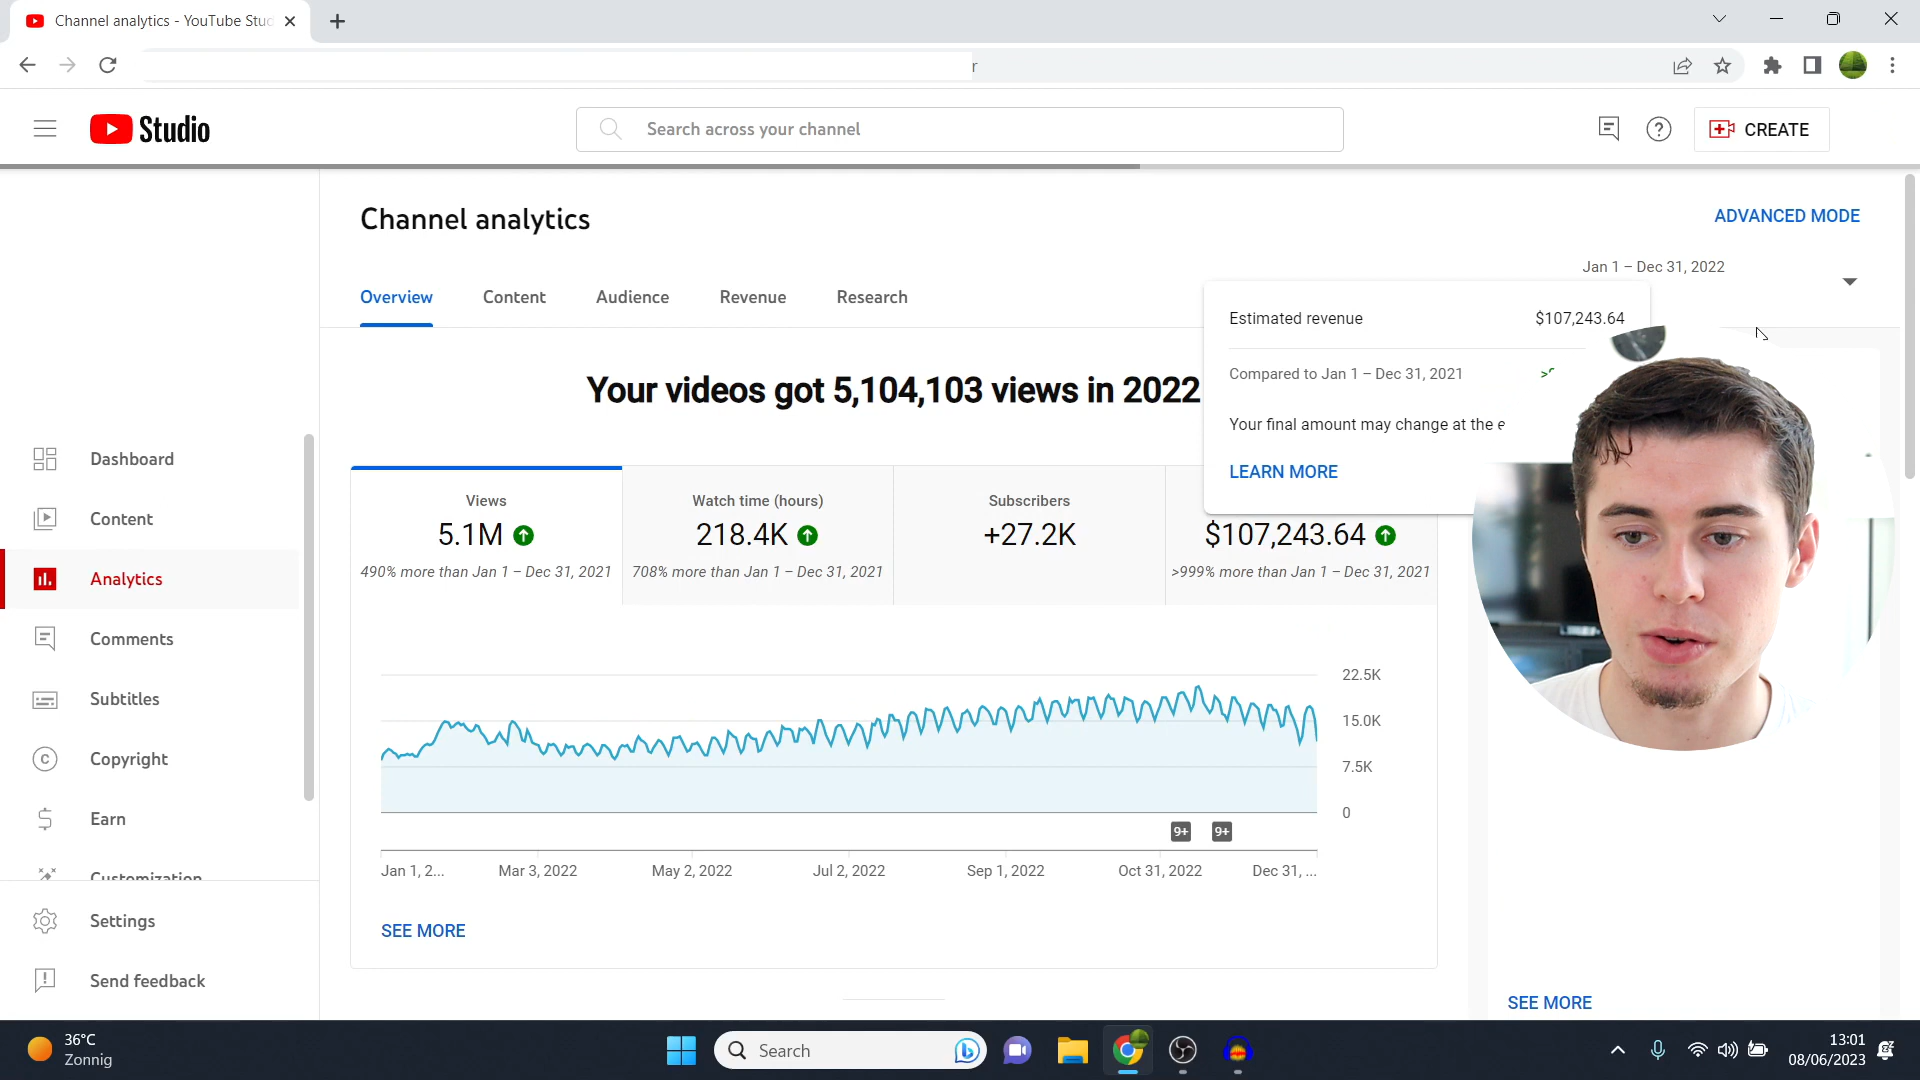 Channel analytics - YouTube Stud
r
Studio
Search across your channel
CREATE
Channel analytics
ADVANCED MODE
Jan 1 – Dec 31, 2022
Overview
Content
Audience
Revenue
Research
Estimated revenue
$107,243.64
Compared to Jan 1 – Dec 31, 2021
Your final amount may change at the
LEARN MORE
Your videos got 5,104,103 views in 2022
Views
5.1M
490% more than Jan 1 – Dec 31, 2021
Watch time (hours)
218.4K
708% more than Jan 1 – Dec 31, 2021
Subscribers
+27.2K
$107,243.64
>999% more than Jan 1 – Dec 31, 2021
22.5K
15.0K
7.5K
0
9+
9+
Jan 1, 2...
Mar 3, 2022
May 2, 2022
Jul 2, 2022
Sep 1, 2022
Oct 31, 2022
Dec 31, ...
SEE MORE
SEE MORE
Dashboard
Content
Analytics
Comments
Subtitles
Copyright
Earn
Customization
Settings
Send feedback
36°C
Zonnig
Search
13:01
08/06/2023